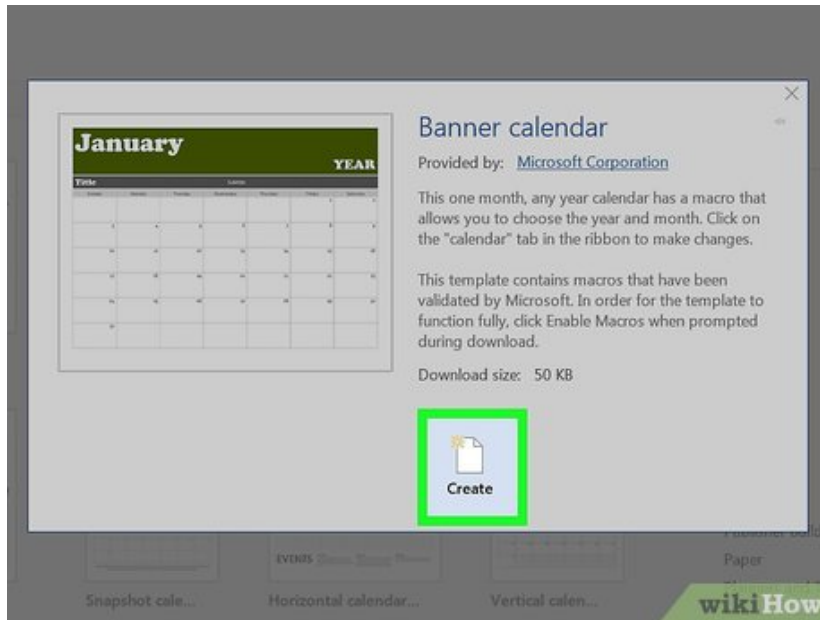 January
YEAR
Title
Banner calendar
Provided by: Microsoft Corporation
This one month, any year calendar has a macro that
allows you to choose the year and month. Click on
the "calendar" tab in the ribbon to make changes.
This template contains macros that have been
validated by Microsoft. In order for the template to
function fully, click Enable Macros when prompted
during download.
Download size: 50 KB
Create
EVENTS
Paper
Snapshot cale...
Horizontal calendar...
Vertical calen...
wikiHow